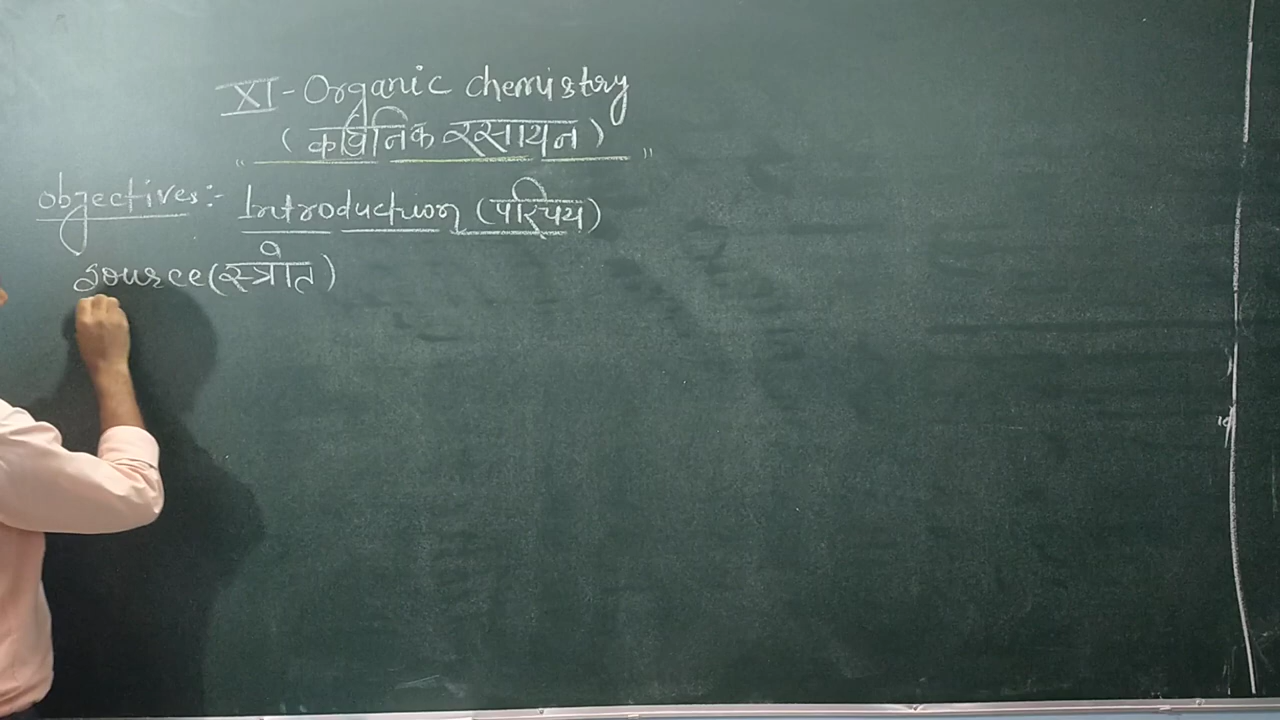 XI - Organic chemistry
(कार्बनिक रसायन)
objectives:- Introduction (परिचय)
source (स्त्रोत)